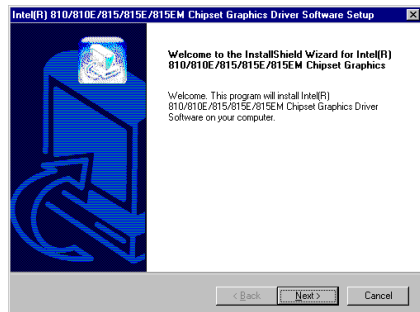 Intel(R) 810/810E/815/815E/815EM Chipset Graphics Driver Software Setup
Welcome to the InstallShield Wizard for Intel(R)
810/810E/815/815E/815EM Chipset Graphics
Welcome. This program will install Intel(R)
810/810E/815/815E/815EM Chipset Graphics Driver
Software on your computer.
< Back
Next >
Cancel